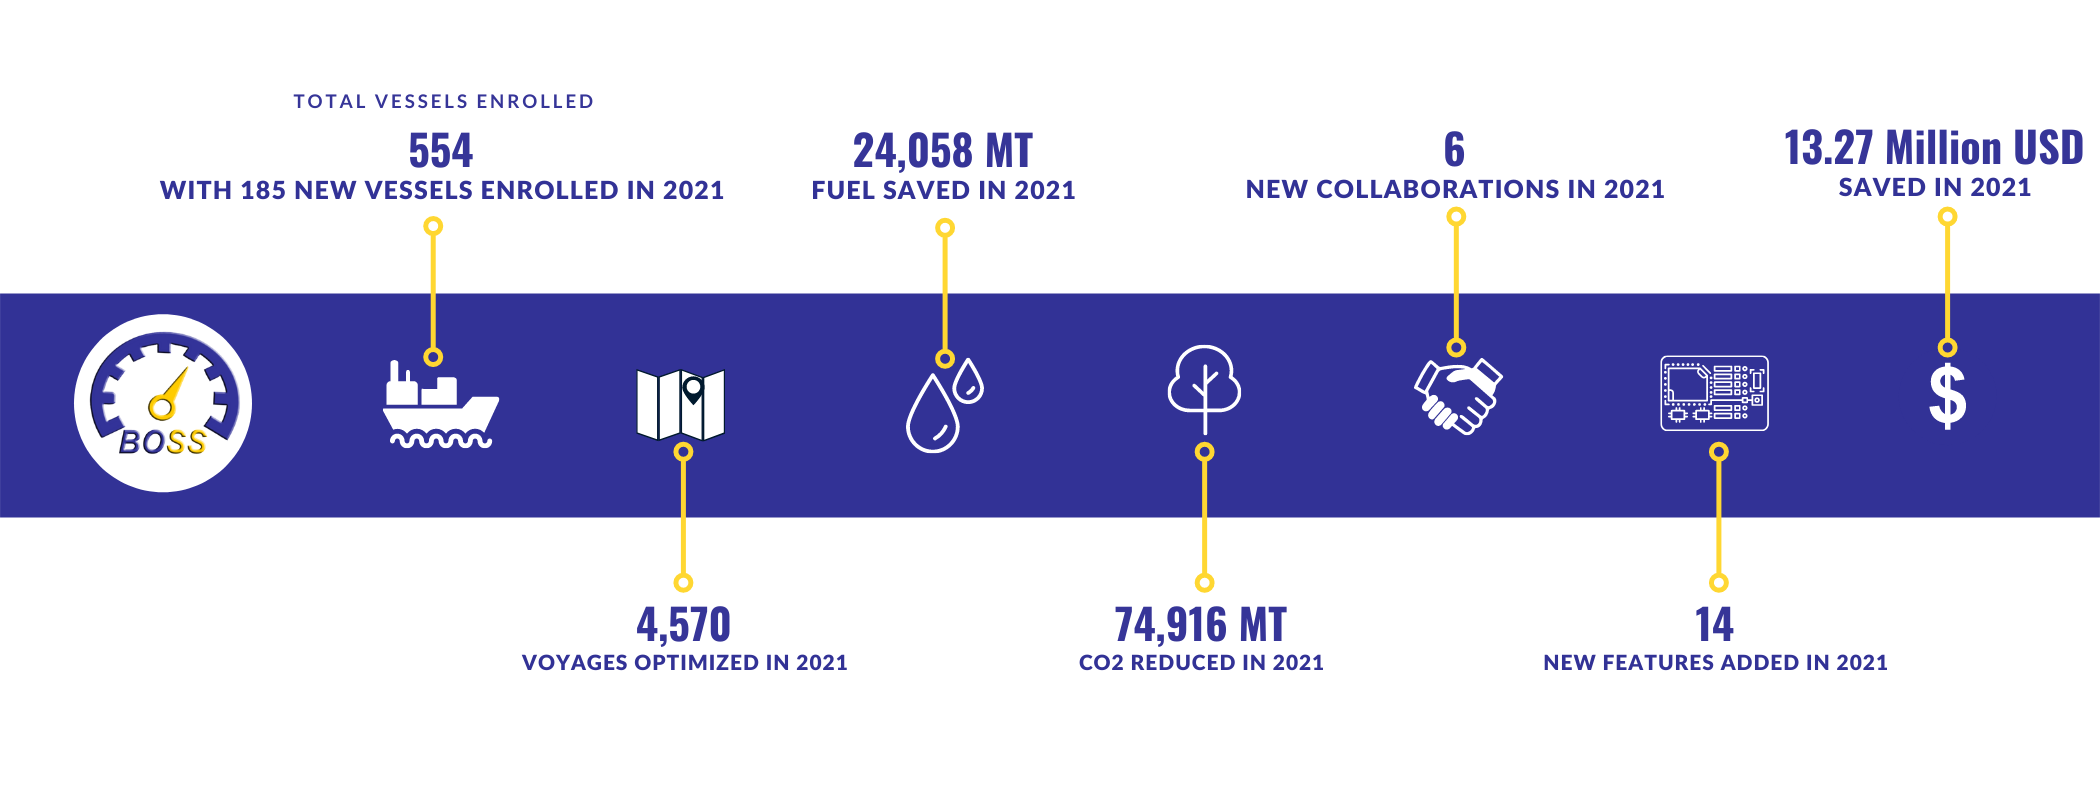 TOTAL VESSELS ENROLLED
554
WITH 185 NEW VESSELS ENROLLED IN 2021
24,058 MT
FUEL SAVED IN 2021
6
NEW COLLABORATIONS IN 2021
13.27 Million USD
SAVED IN 2021
BOSS
$
4,570
VOYAGES OPTIMIZED IN 2021
74,916 MT
CO2 REDUCED IN 2021
14
NEW FEATURES ADDED IN 2021